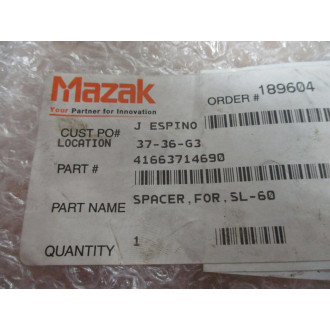 Mazak
Your Partner for Innovation
ORDER # 189604
CUST PO# J ESPINO
LOCATION 37-36-G3
PART # 41663714690
PART NAME SPACER,FOR,SL-60
QUANTITY 1